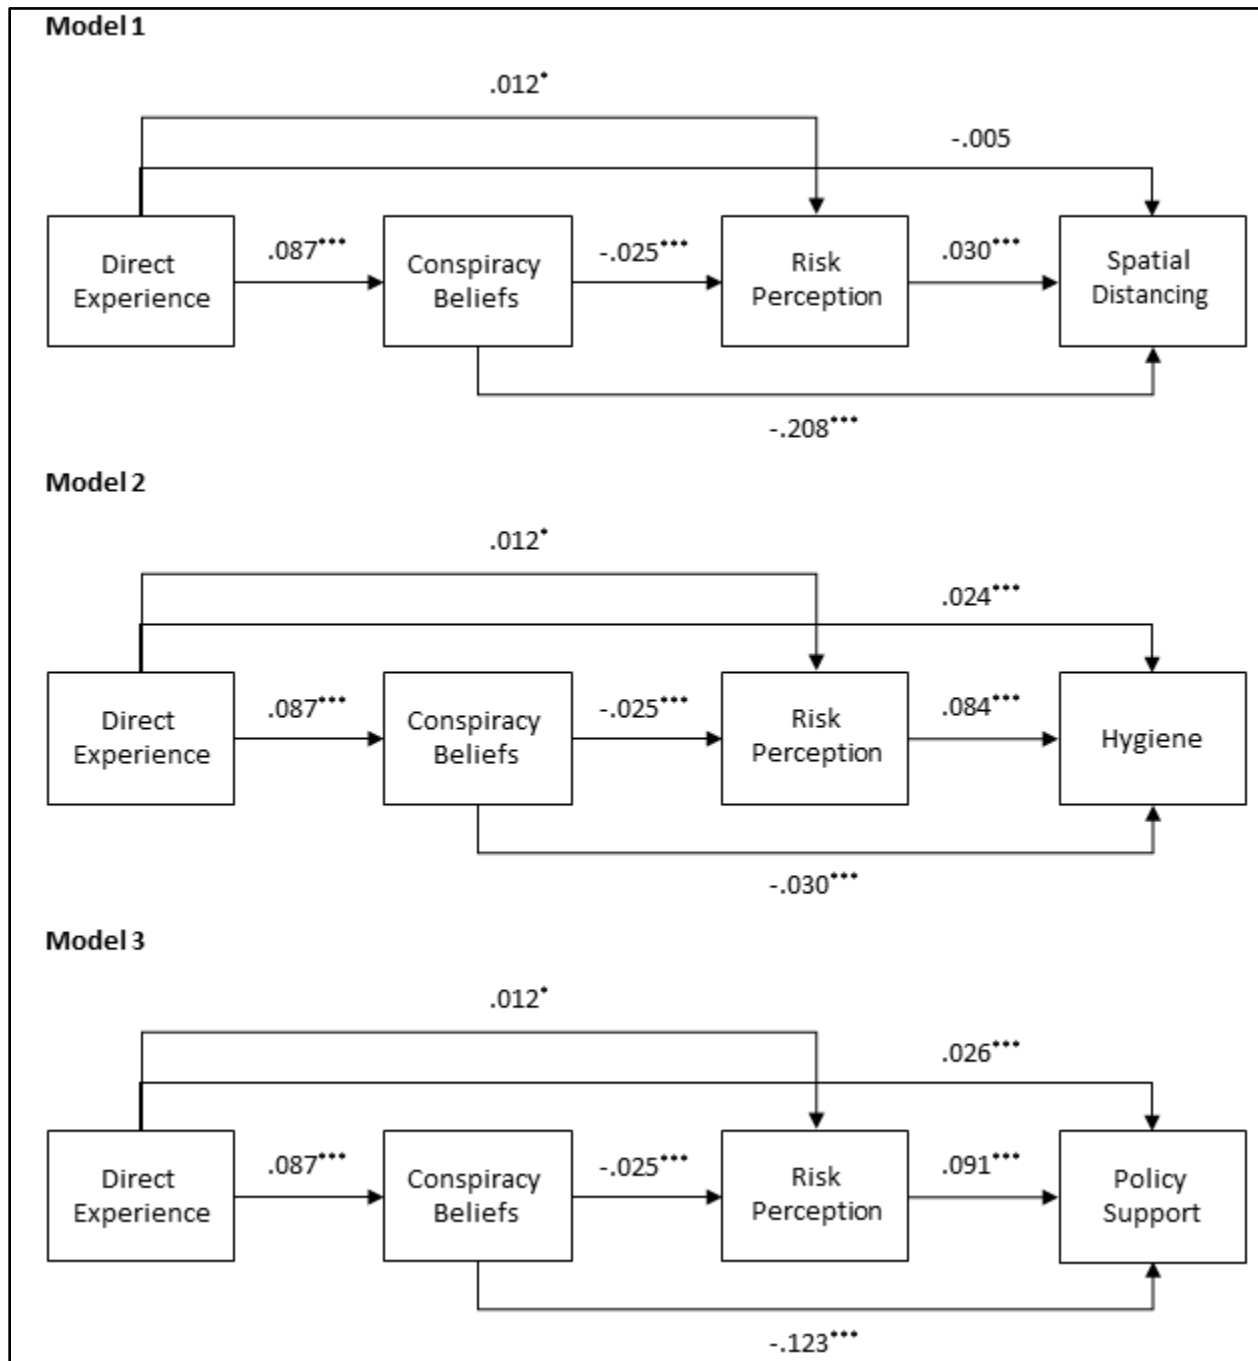 Model 1
.012*
-.005
Direct
Experience
.087***
Conspiracy
Beliefs
-.025***
Risk
Perception
.030***
Spatial
Distancing
-.208***
Model 2
.012*
.024***
Direct
Experience
.087***
Conspiracy
Beliefs
-.025***
Risk
Perception
.084***
Hygiene
-.030***
Model 3
.012*
.026***
Direct
Experience
.087***
Conspiracy
Beliefs
-.025***
Risk
Perception
.091***
Policy
Support
-.123***